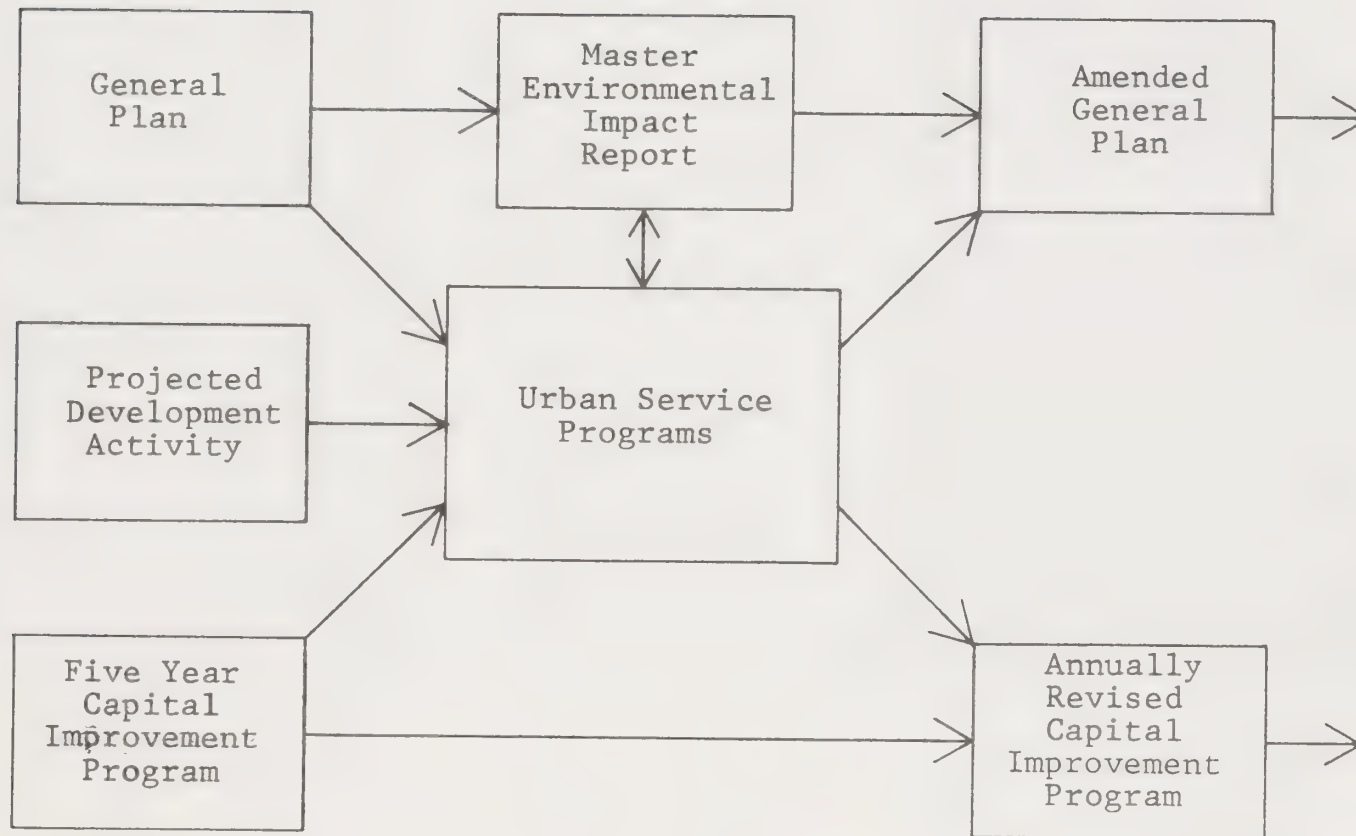 General
Plan
Master
Environmental
Impact
Report
Amended
General
Plan
Projected
Development
Activity
Urban Service
Programs
Five Year
Capital
Improvement
Program
Annually
Revised
Capital
Improvement
Program